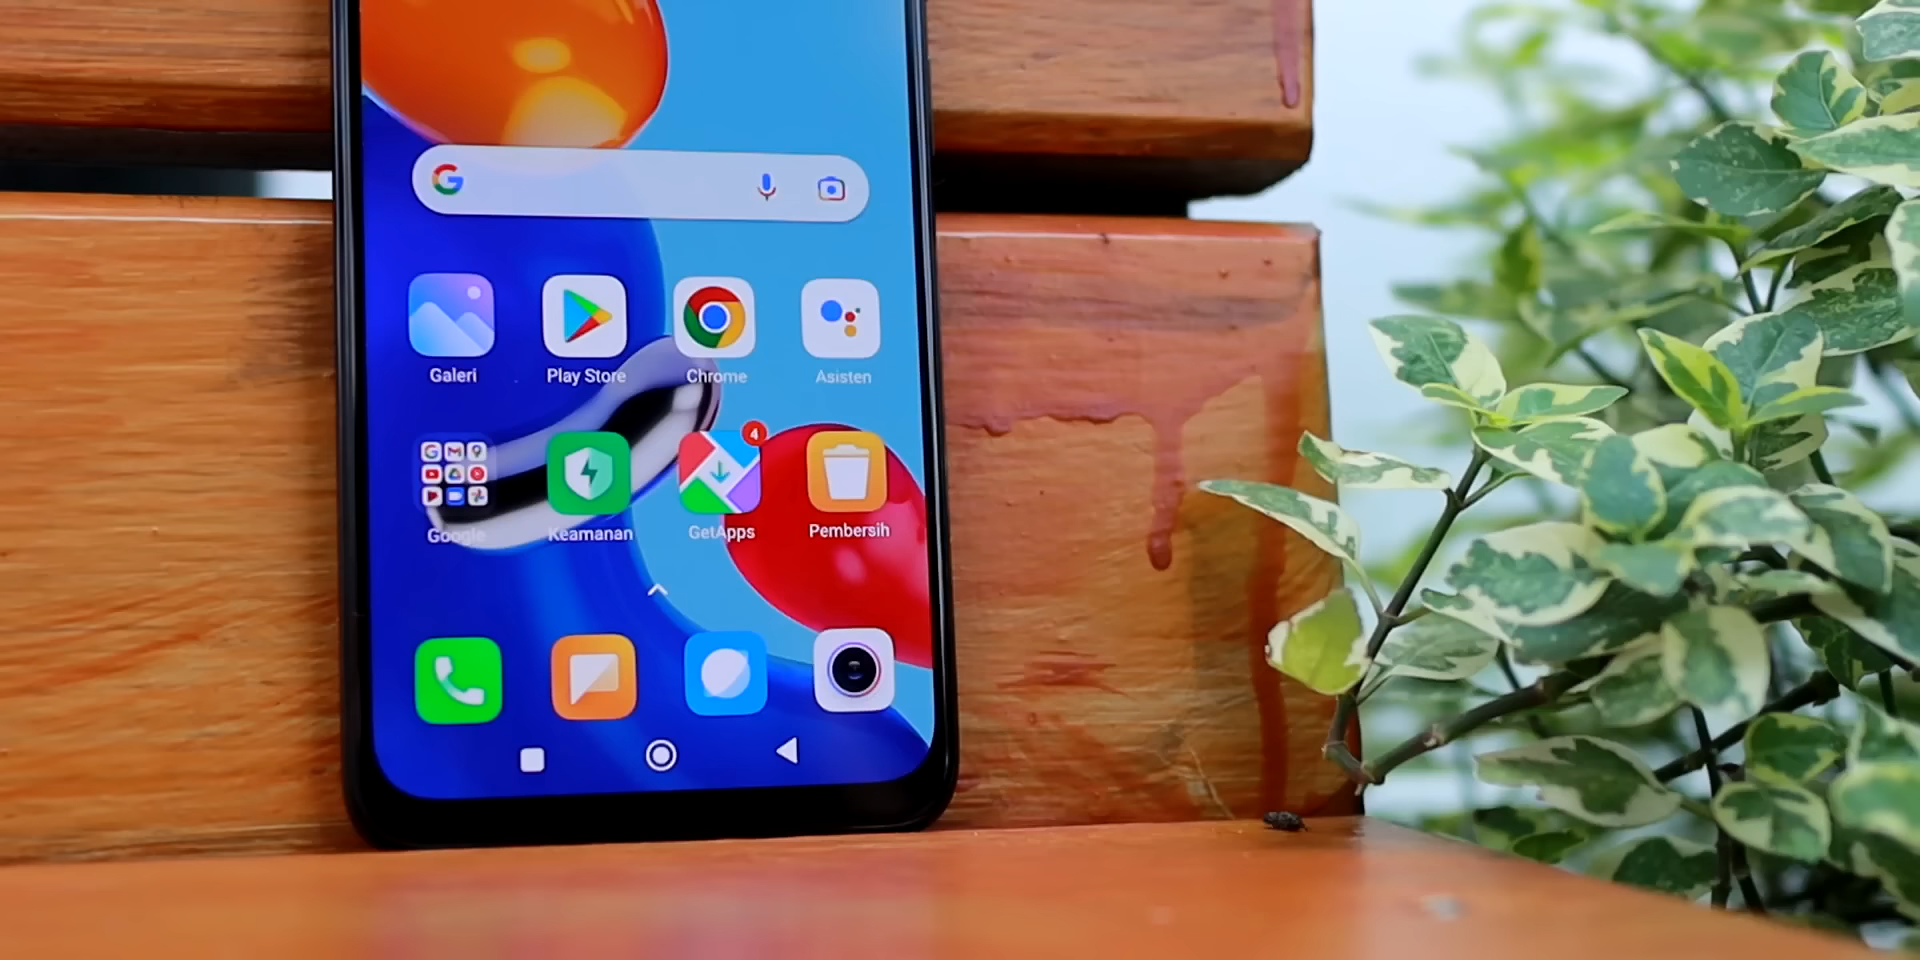 Galeri
Play Store
Chrome
Asisten
4
Google
Keamanan
GetApps
Pembersih